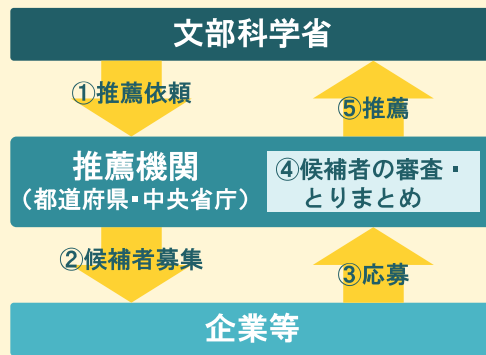 文部科学省
①推薦依頼
⑤推薦
推薦機関
（都道府県・中央省庁）
④候補者の審査・
とりまとめ
②候補者募集
③応募
企業等